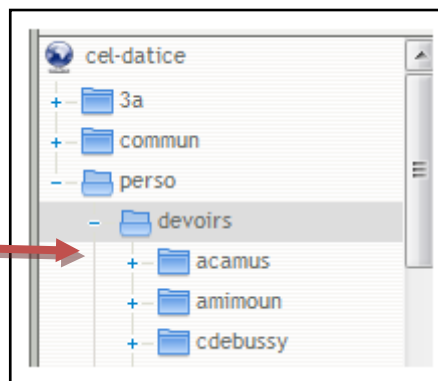 cel-datice
3a
commun
perso
devoirs
acamus
amimoun
cdebussy